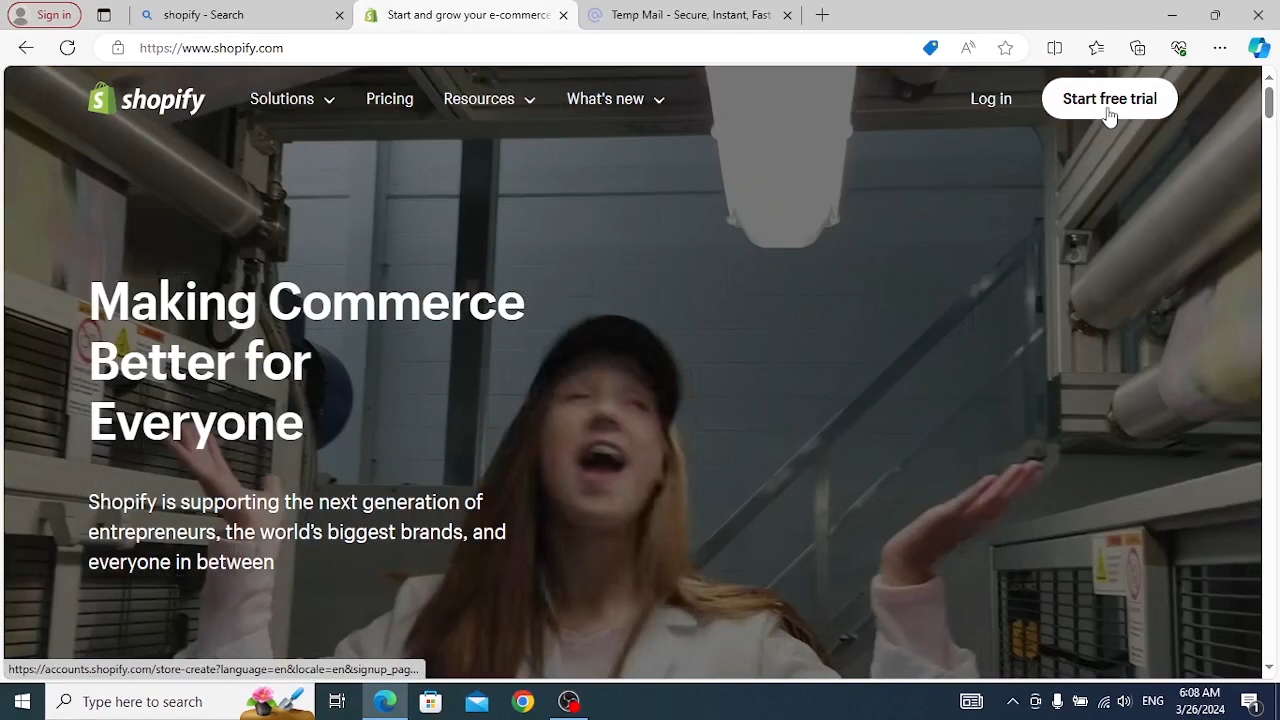 Sign in
shopify - Search
Start and grow your e-commerce
Temp Mail - Secure, Instant, Fast
https://www.shopify.com
shopify
Solutions
Pricing
Resources
What's new
Log in
Start free trial
Making Commerce
Better for
Everyone
Shopify is supporting the next generation of
entrepreneurs, the world's biggest brands, and
everyone in between
https://accounts.shopify.com/store-create?language=en&locale=en&signup_pag...
Type here to search
ENG
6:08 AM
3/26/2024
1